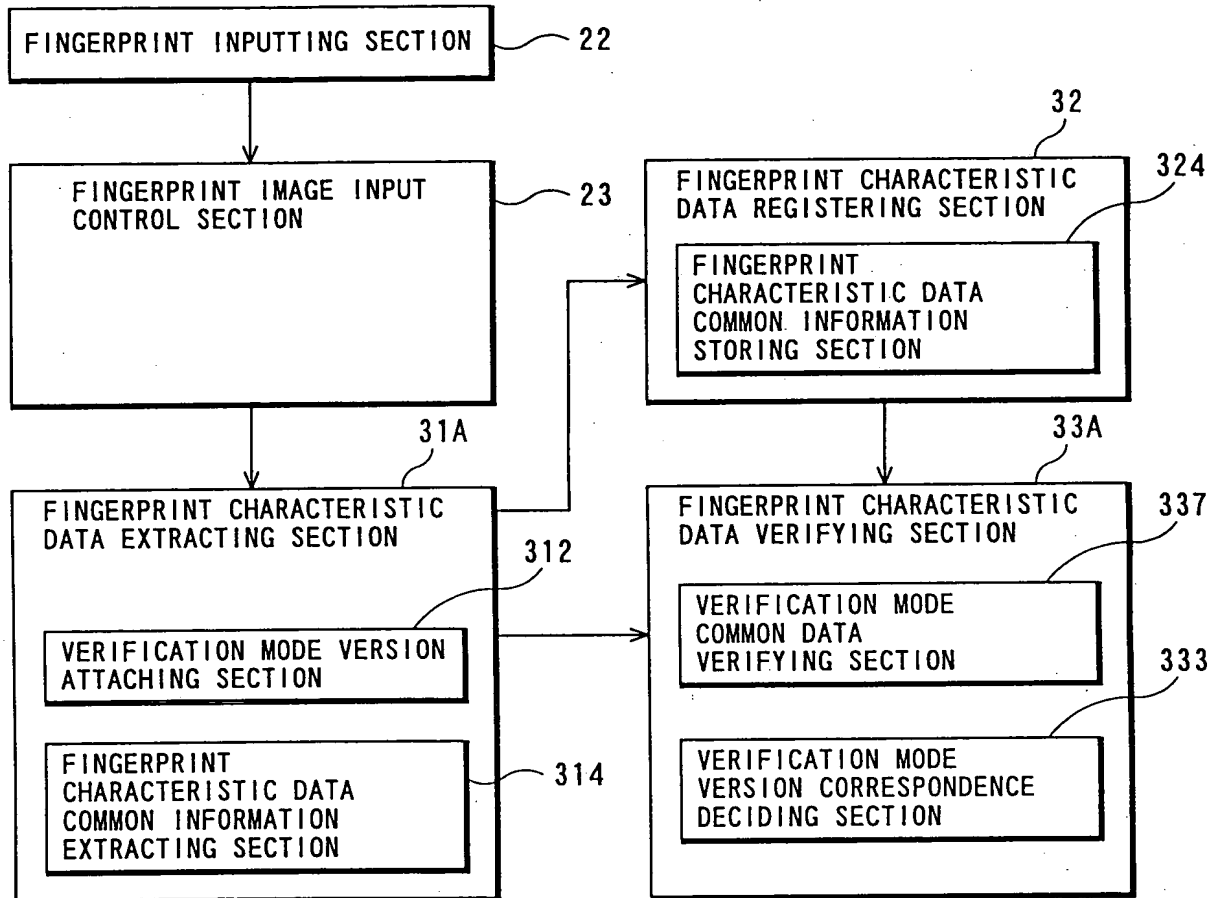 FINGERPRINT INPUTTING SECTION
22
FINGERPRINT IMAGE INPUT
CONTROL SECTION
23
32
FINGERPRINT CHARACTERISTIC
DATA REGISTERING SECTION
324
FINGERPRINT
CHARACTERISTIC DATA
COMMON INFORMATION
STORING SECTION
31A
FINGERPRINT CHARACTERISTIC
DATA EXTRACTING SECTION
312
VERIFICATION MODE VERSION
ATTACHING SECTION
FINGERPRINT
CHARACTERISTIC DATA
COMMON INFORMATION
EXTRACTING SECTION
314
33A
FINGERPRINT CHARACTERISTIC
DATA VERIFYING SECTION
337
VERIFICATION MODE
COMMON DATA
VERIFYING SECTION
333
VERIFICATION MODE
VERSION CORRESPONDENCE
DECIDING SECTION